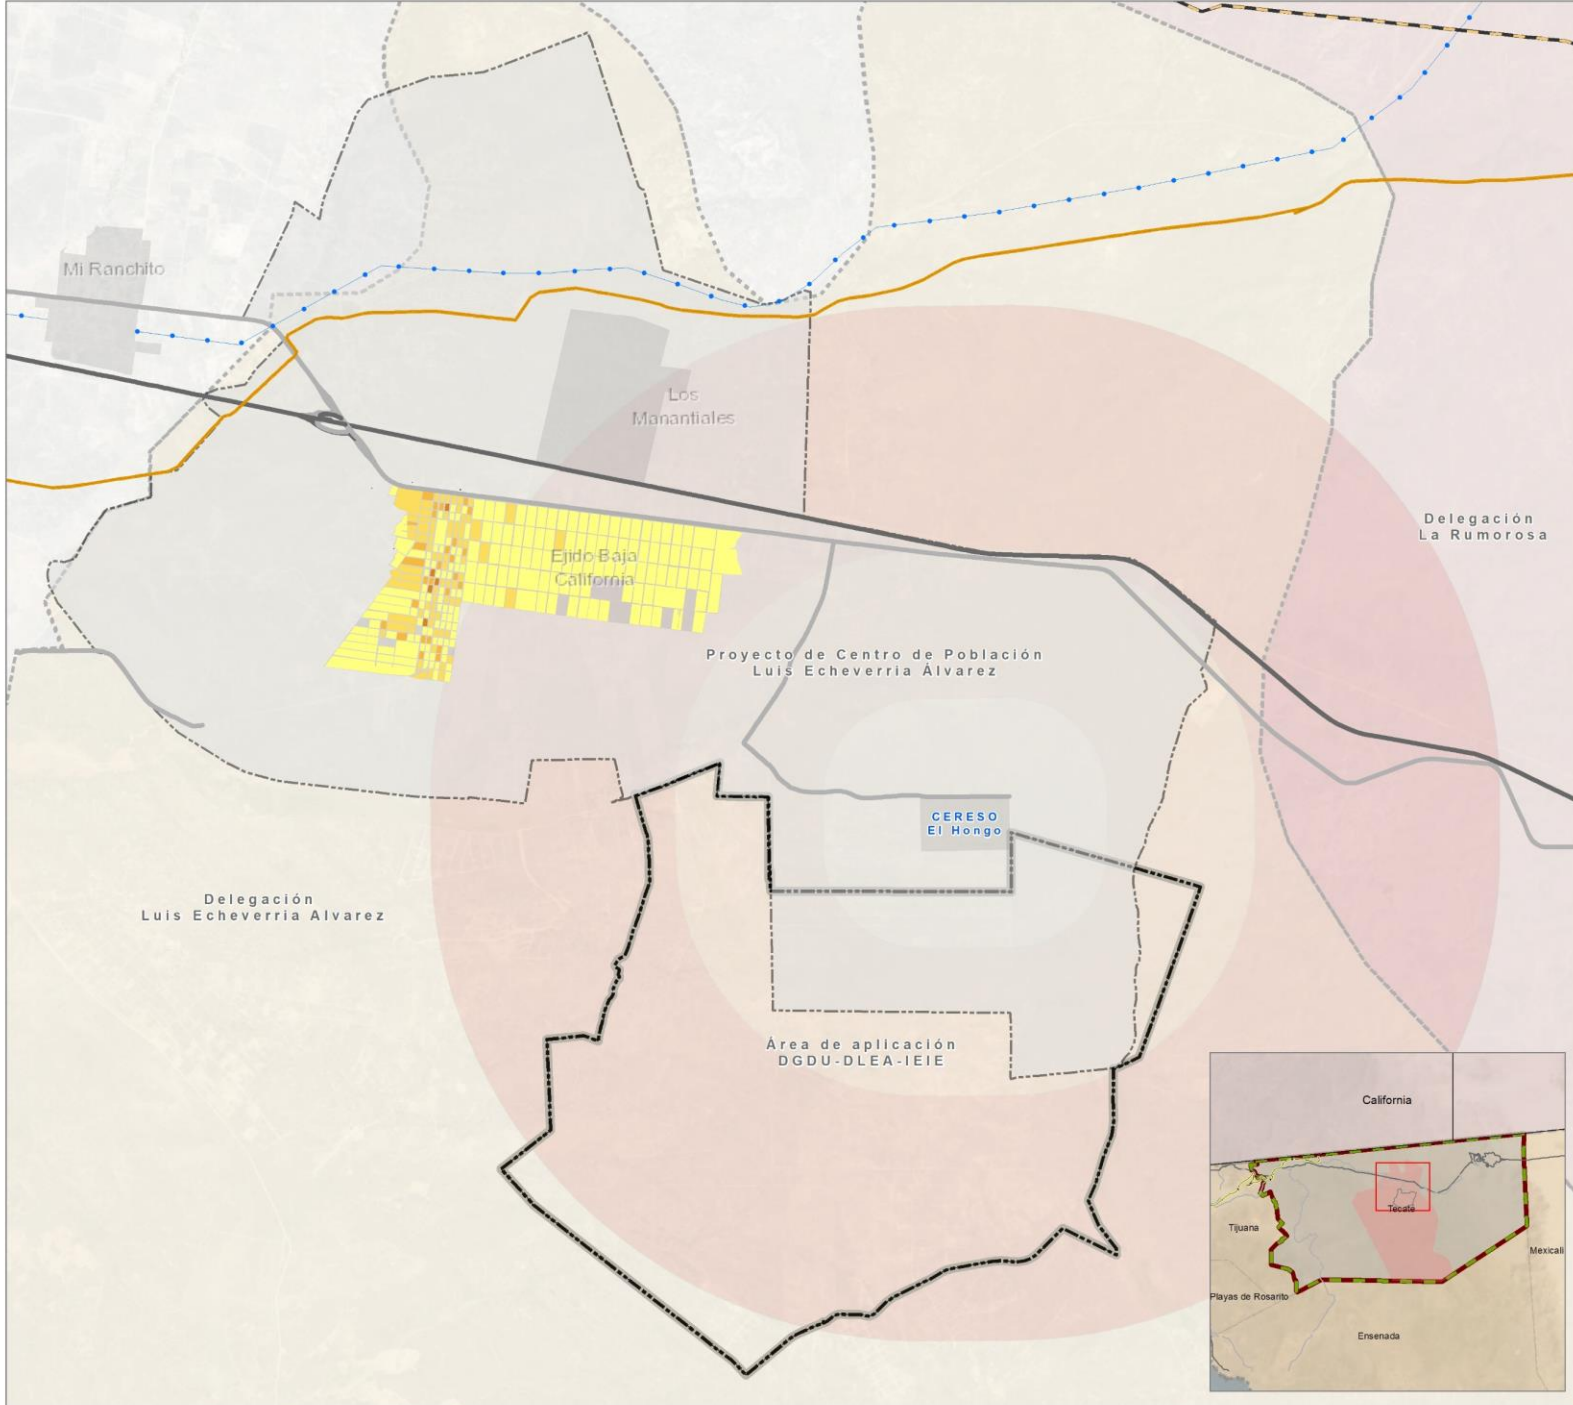 Mi Ranchito
Los
Manantiales
Delegación
La Rumorosa
Ejido Baja
California
Proyecto de Centro de Población
Luis Echeverria Álvarez
CERESO
El Hongo
Delegación
Luis Echeverria Alvarez
Área de aplicación
DGDU-DLEA-IEIE
California
Tecate
Tijuana
Mexicali
Playas de Rosarito
Ensenada